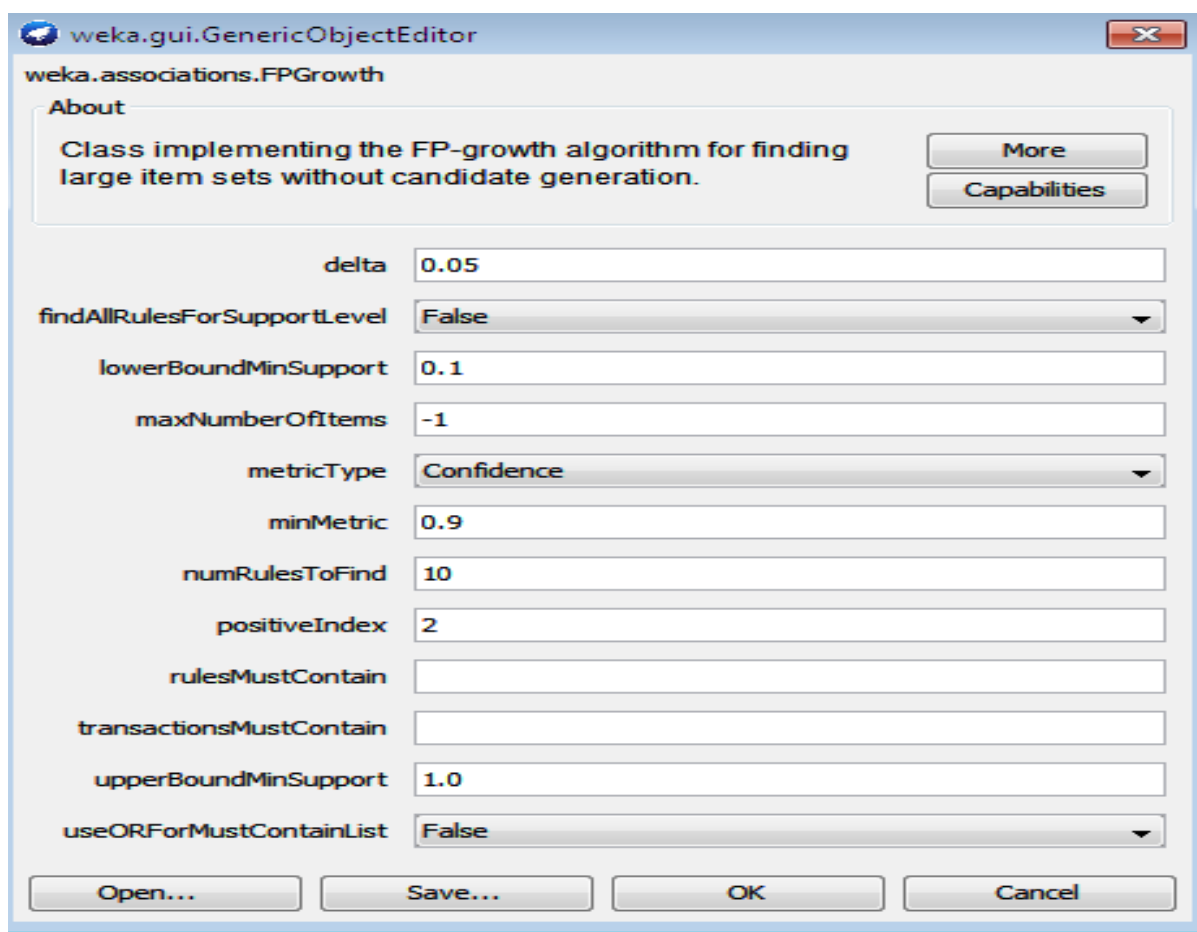 weka.gui.GenericObjectEditor
weka.associations.FPGrowth
About
Class implementing the FP-growth algorithm for finding
large item sets without candidate generation.
More
Capabilities
delta 0.05
findAllRulesForSupportLevel False
lowerBoundMinSupport 0.1
maxNumberOfItems -1
metricType Confidence
minMetric 0.9
numRulesToFind 10
positiveIndex 2
rulesMustContain
transactionsMustContain
upperBoundMinSupport 1.0
useORForMustContainList False
Open... Save... OK Cancel